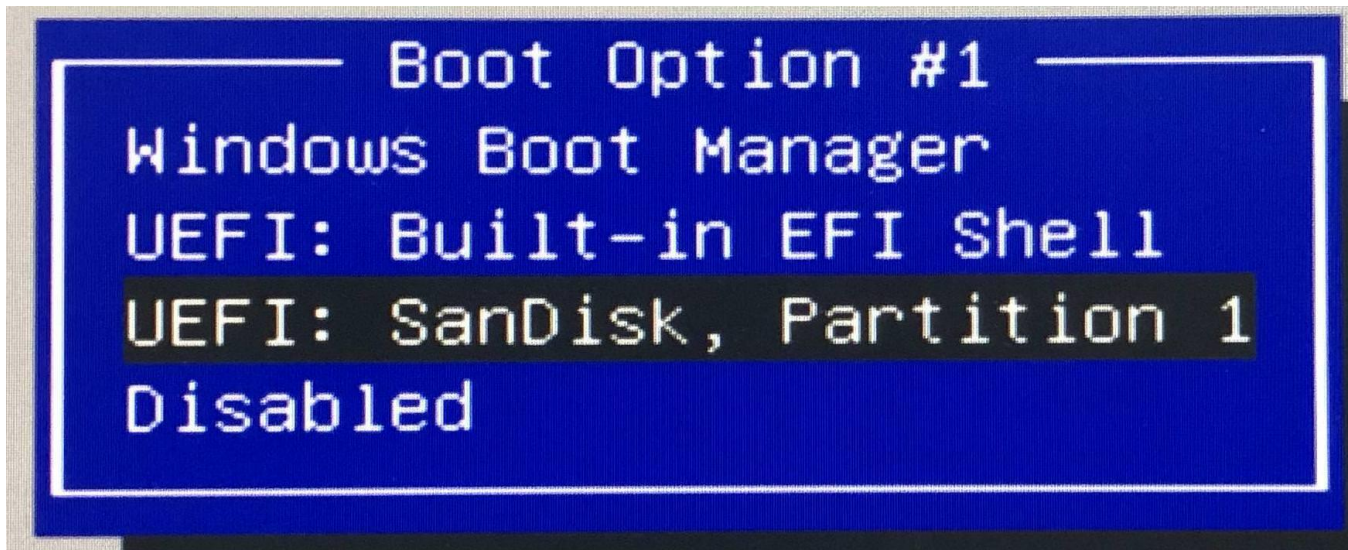 Boot Option #1
Windows Boot Manager
UEFI: Built-in EFI Shell
UEFI: SanDisk, Partition 1
Disabled